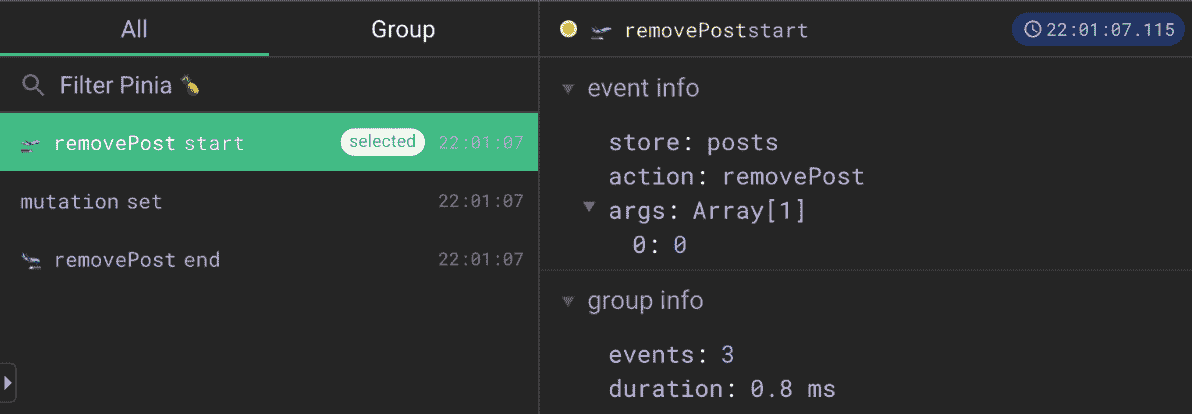 All Group
Filter Pinia 🍍
🛫 removePost start selected 22:01:07
mutation set 22:01:07
🛬 removePost end 22:01:07
🛫 removePoststart 22:01:07.115
event info
store: posts
action: removePost
args: Array[1]
0: 0
group info
events: 3
duration: 0.8 ms